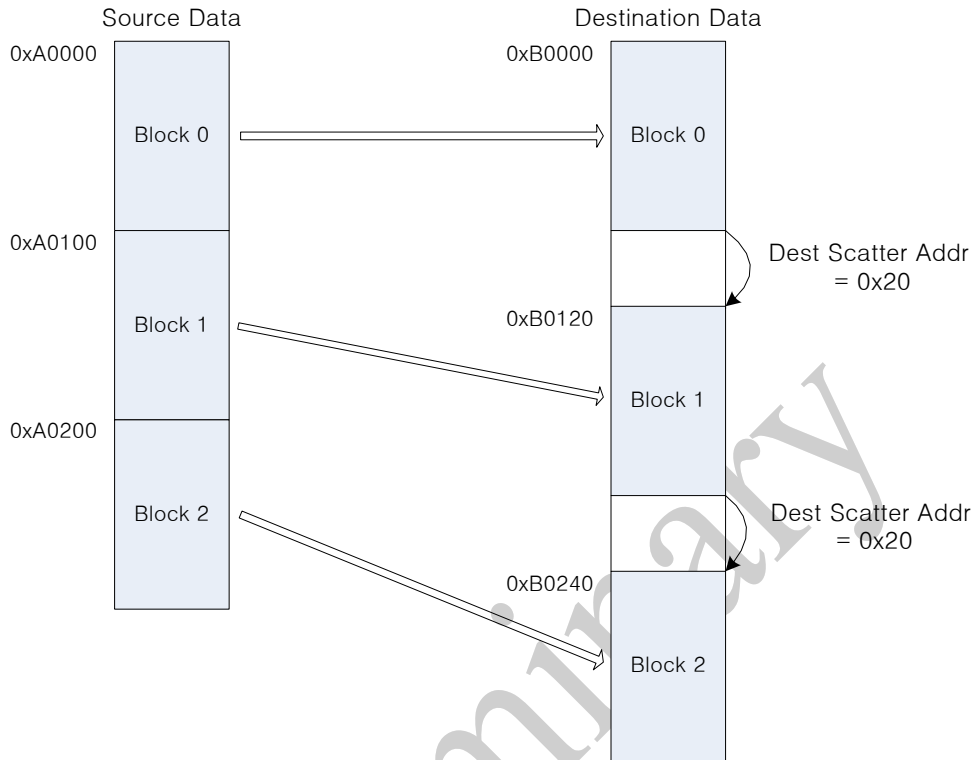 Source Data
Destination Data
0xA0000
0xB0000
Block 0
Block 0
0xA0100
Dest Scatter Addr
= 0x20
0xB0120
Block 1
Block 1
0xA0200
Block 2
Dest Scatter Addr
= 0x20
0xB0240
Block 2